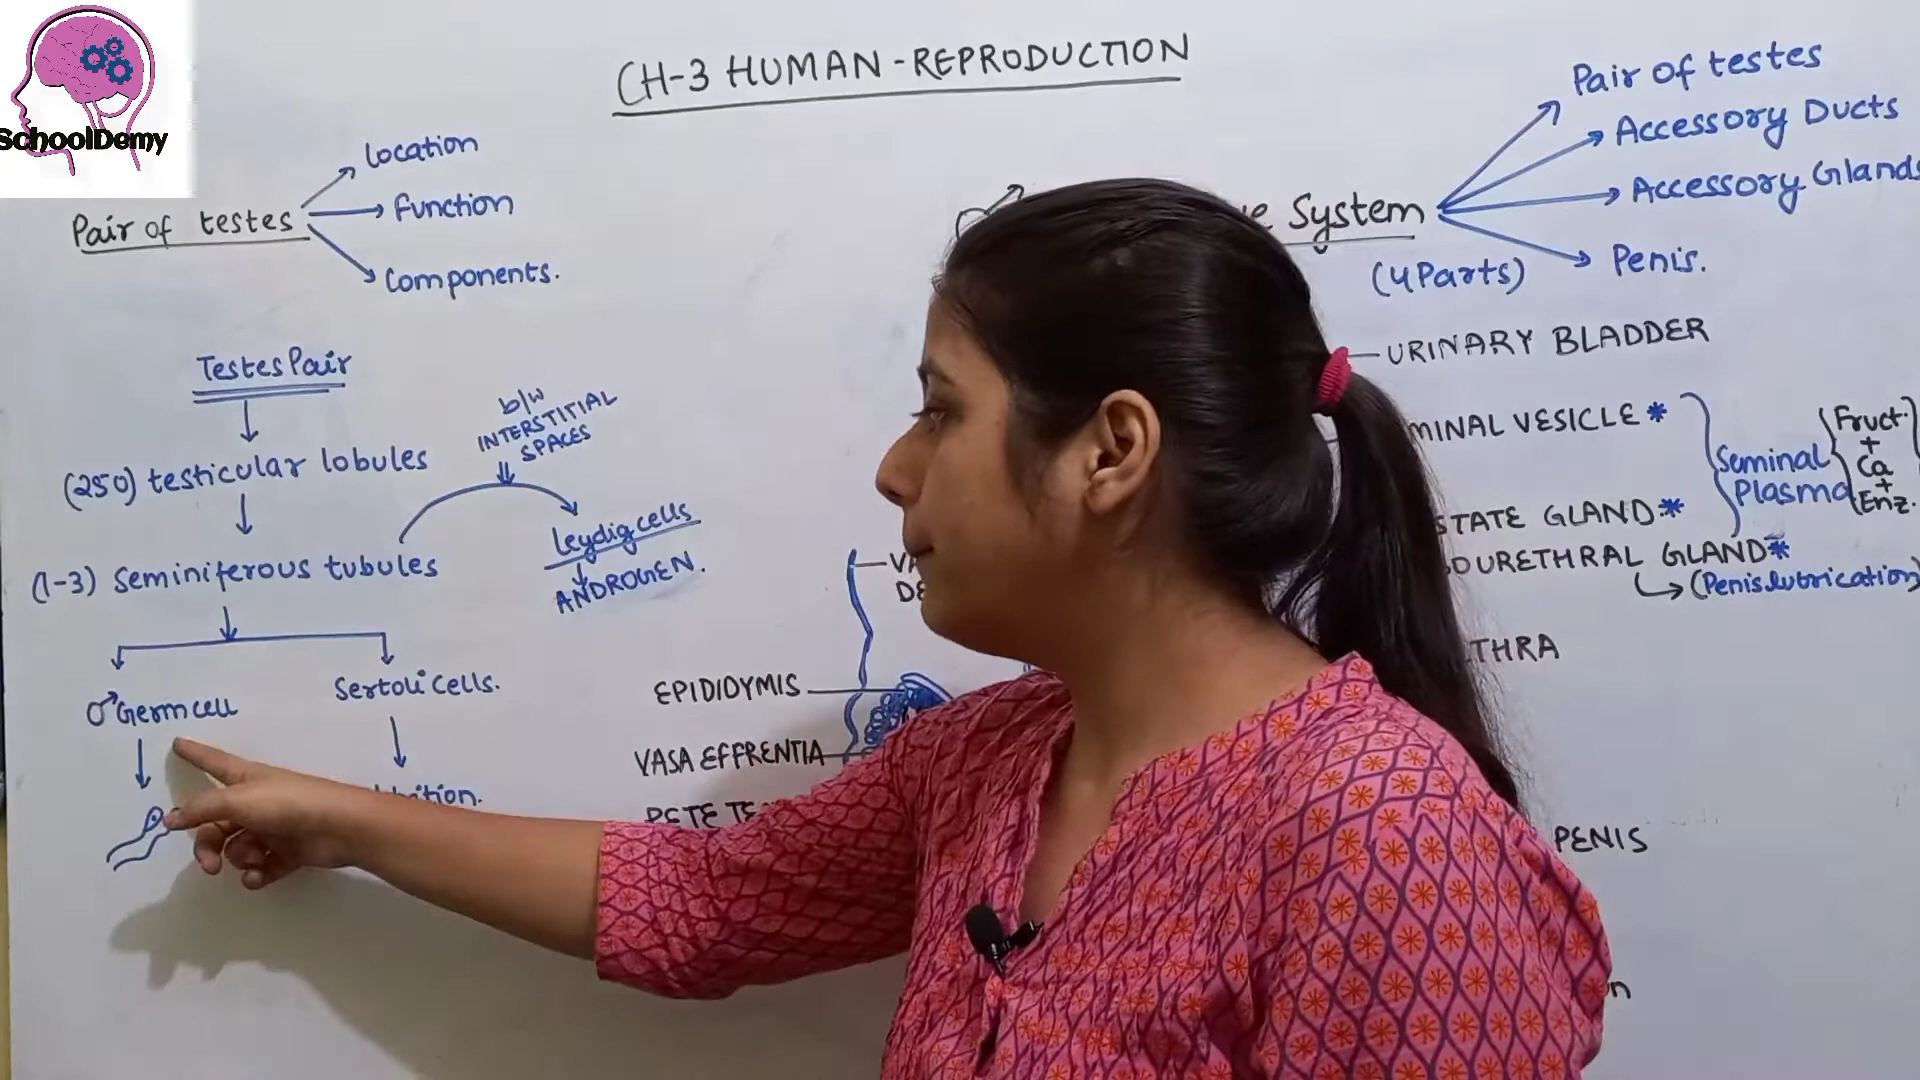 SchoolDemy
CH-3 HUMAN-REPRODUCTION
Pair of testes
Location
Function
Components.
Testes Pair
(250) testicular lobules
(1-3) Seminiferous tubules
b/w
INTERSTITIAL
SPACES
Leydig cells
ANDROGEN.
♂ Germ cell
Sertoli cells.
System
(4 Parts)
Pair of testes
Accessory Ducts
Accessory Glands
Penis.
URINARY BLADDER
MINAL VESICLE *
STATE GLAND *
OURETHRAL GLAND *
(Penis lubrication)
Seminal
Plasma
Fruct
+
Ca
+
Enz.
THRA
PENIS
EPIDIDYMIS
VASA EFFRENTIA